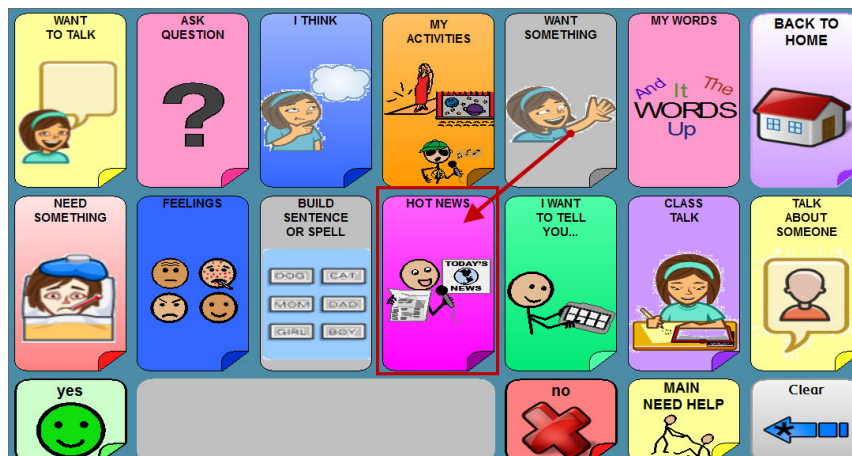 WANT
TO TALK
ASK
QUESTION
I THINK
MY
ACTIVITIES
WANT
SOMETHING
MY WORDS
And
It
The
WORDS
Up
BACK TO
HOME
NEED
SOMETHING
FEELINGS
BUILD
SENTENCE
OR SPELL
DOG CAT
MOM DAD
GIRL BOY
HOT NEWS
TODAY'S
NEWS
I WANT
TO TELL
YOU...
CLASS
TALK
TALK
ABOUT
SOMEONE
yes
no
MAIN
NEED HELP
Clear